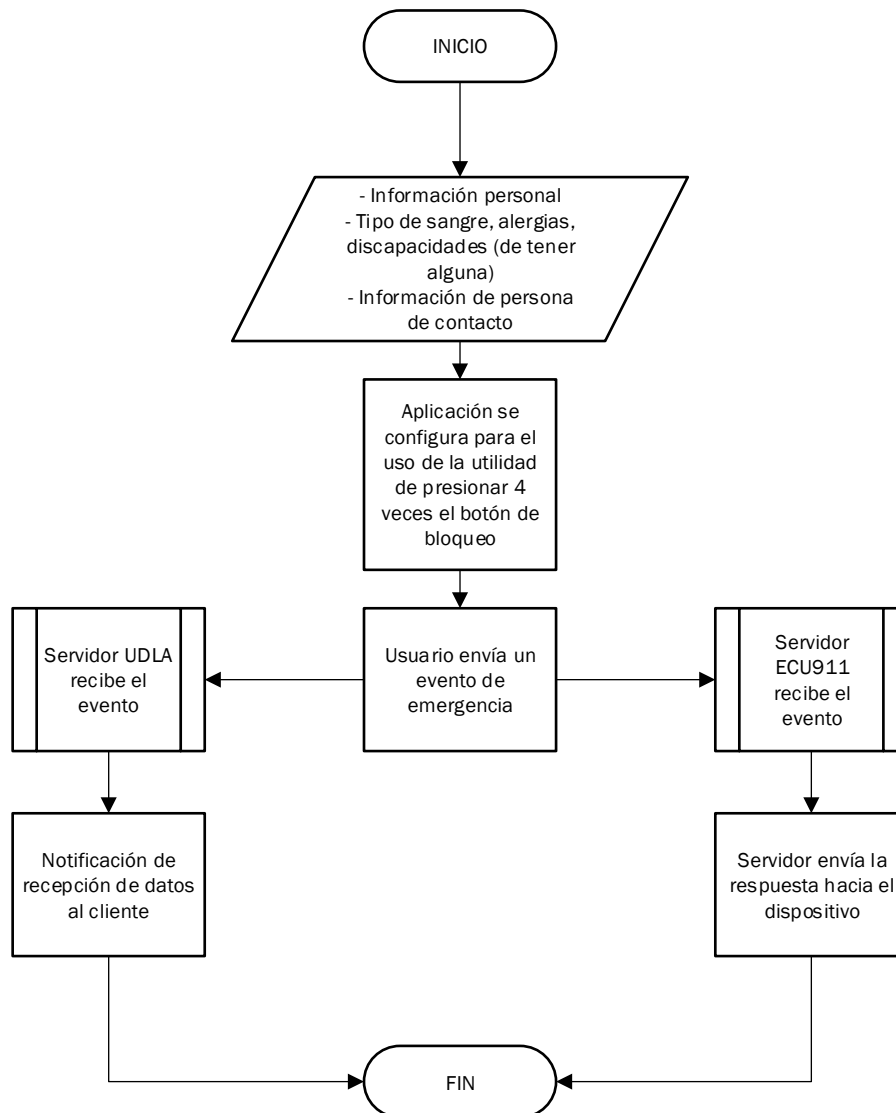 INICIO
- Información personal
- Tipo de sangre, alergias,
discapacidades (de tener
alguna)
- Información de persona
de contacto
Aplicación se
configura para el
uso de la utilidad
de presionar 4
veces el botón de
bloqueo
Servidor UDLA
recibe el
evento
Usuario envía un
evento de
emergencia
Servidor
ECU911
recibe el
evento
Notificación de
recepción de datos
al cliente
Servidor envía la
respuesta hacia el
dispositivo
FIN